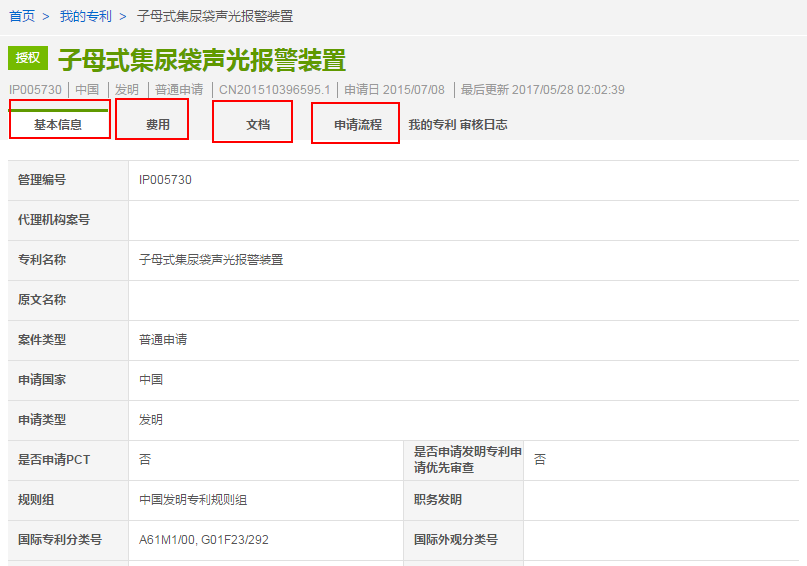 首页 > 我的专利 > 子母式集尿袋声光报警装置
授权 子母式集尿袋声光报警装置
IP005730 中国 发明 普通申请 CN201510396595.1 申请日 2015/07/08 最后更新 2017/05/28 02:02:39
基本信息 费用 文档 申请流程 我的专利 审核日志
管理编号 IP005730
代理机构案号
专利名称 子母式集尿袋声光报警装置
原文名称
案件类型 普通申请
申请国家 中国
申请类型 发明
是否申请PCT 否 是否申请发明专利申
请优先审查 否
规则组 中国发明专利规则组 职务发明
国际专利分类号 A61M1/00, G01F23/292 国际外观分类号